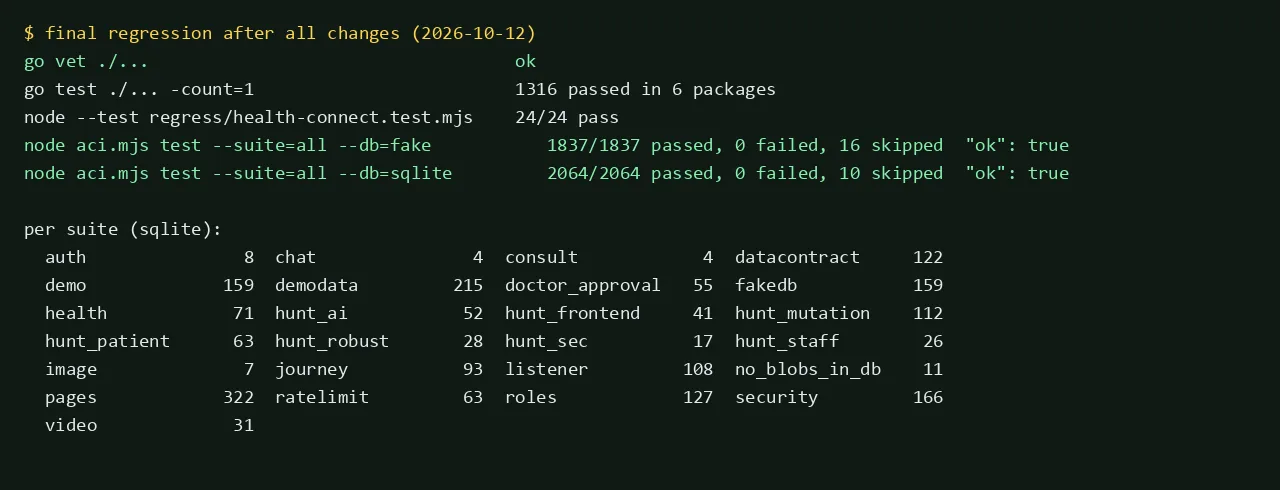 $ final regression after all changes (2026-10-12)
go vet ./... ok
go test ./... -count=1 1316 passed in 6 packages
node --test regress/health-connect.test.mjs 24/24 pass
node aci.mjs test --suite=all --db=fake 1837/1837 passed, 0 failed, 16 skipped "ok": true
node aci.mjs test --suite=all --db=sqlite 2064/2064 passed, 0 failed, 10 skipped "ok": true
per suite (sqlite):
auth 8 chat 4 consult 4 datacontract 122
demo 159 demodata 215 doctor_approval 55 fakedb 159
health 71 hunt_ai 52 hunt_frontend 41 hunt_mutation 112
hunt_patient 63 hunt_robust 28 hunt_sec 17 hunt_staff 26
image 7 journey 93 listener 108 no_blobs_in_db 11
pages 322 ratelimit 63 roles 127 security 166
video 31